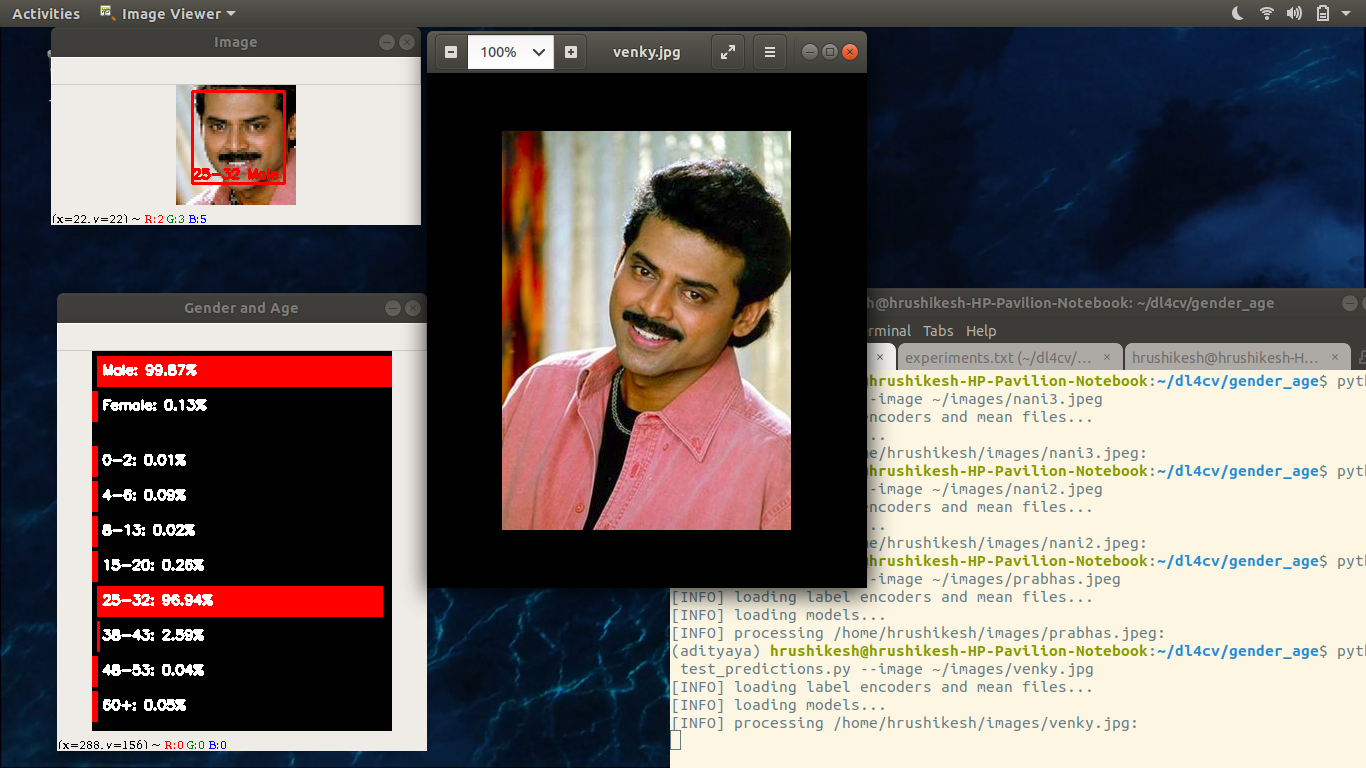 Activities
Image Viewer
Image
25-32 Male
(x=22, y=22) ~ R:2 G:3 B:5
100%
venky.jpg
Gender and Age
Male: 99.87%
Female: 0.13%
0-2: 0.01%
4-6: 0.09%
8-13: 0.02%
15-20: 0.26%
25-32: 96.94%
38-43: 2.59%
48-53: 0.04%
60+: 0.05%
(x=288, y=156) ~ R:0 G:0 B:0
h@hrushikesh-HP-Pavilion-Notebook: ~/dl4cv/gender_age
rminal Tabs Help
experiments.txt (~/dl4cv/...
hrushikesh@hrushikesh-H...
hrushikesh-HP-Pavilion-Notebook:~/dl4cv/gender_age$ pyt
-image ~/images/nani3.jpeg
encoders and mean files...
..
me/hrushikesh/images/nani3.jpeg:
hrushikesh-HP-Pavilion-Notebook:~/dl4cv/gender_age$ pyt
-image ~/images/nani2.jpeg
encoders and mean files...
..
me/hrushikesh/images/nani2.jpeg:
hrushikesh-HP-Pavilion-Notebook:~/dl4cv/gender_age$ pyt
-image ~/images/prabhas.jpeg
[INFO] loading label encoders and mean files...
[INFO] loading models...
[INFO] processing /home/hrushikesh/images/prabhas.jpeg:
(adityaya) hrushikesh@hrushikesh-HP-Pavilion-Notebook:~/dl4cv/gender_age$ pyt
test_predictions.py --image ~/images/venky.jpg
[INFO] loading label encoders and mean files...
[INFO] loading models...
[INFO] processing /home/hrushikesh/images/venky.jpg: